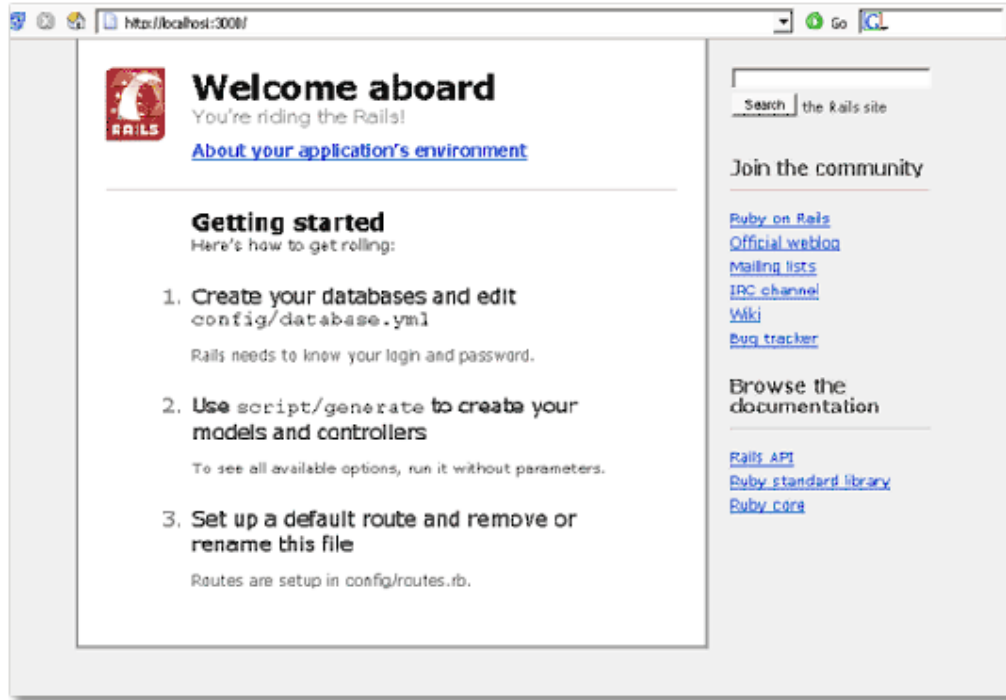 http://localhost:3000/
Go
G
RAILS
Welcome aboard
You're riding the Rails!
About your application's environment
Getting started
Here's how to get rolling:
1. Create your databases and edit
config/database.yml
Rails needs to know your login and password.
2. Use script/generate to create your
models and controllers
To see all available options, run it without parameters.
3. Set up a default route and remove or
rename this file
Routes are setup in config/routes.rb.
Search the Rails site
Join the community
Ruby on Rails
Official weblog
Mailing lists
IRC channel
Wiki
Bug tracker
Browse the
documentation
Rails API
Ruby standard library
Ruby core